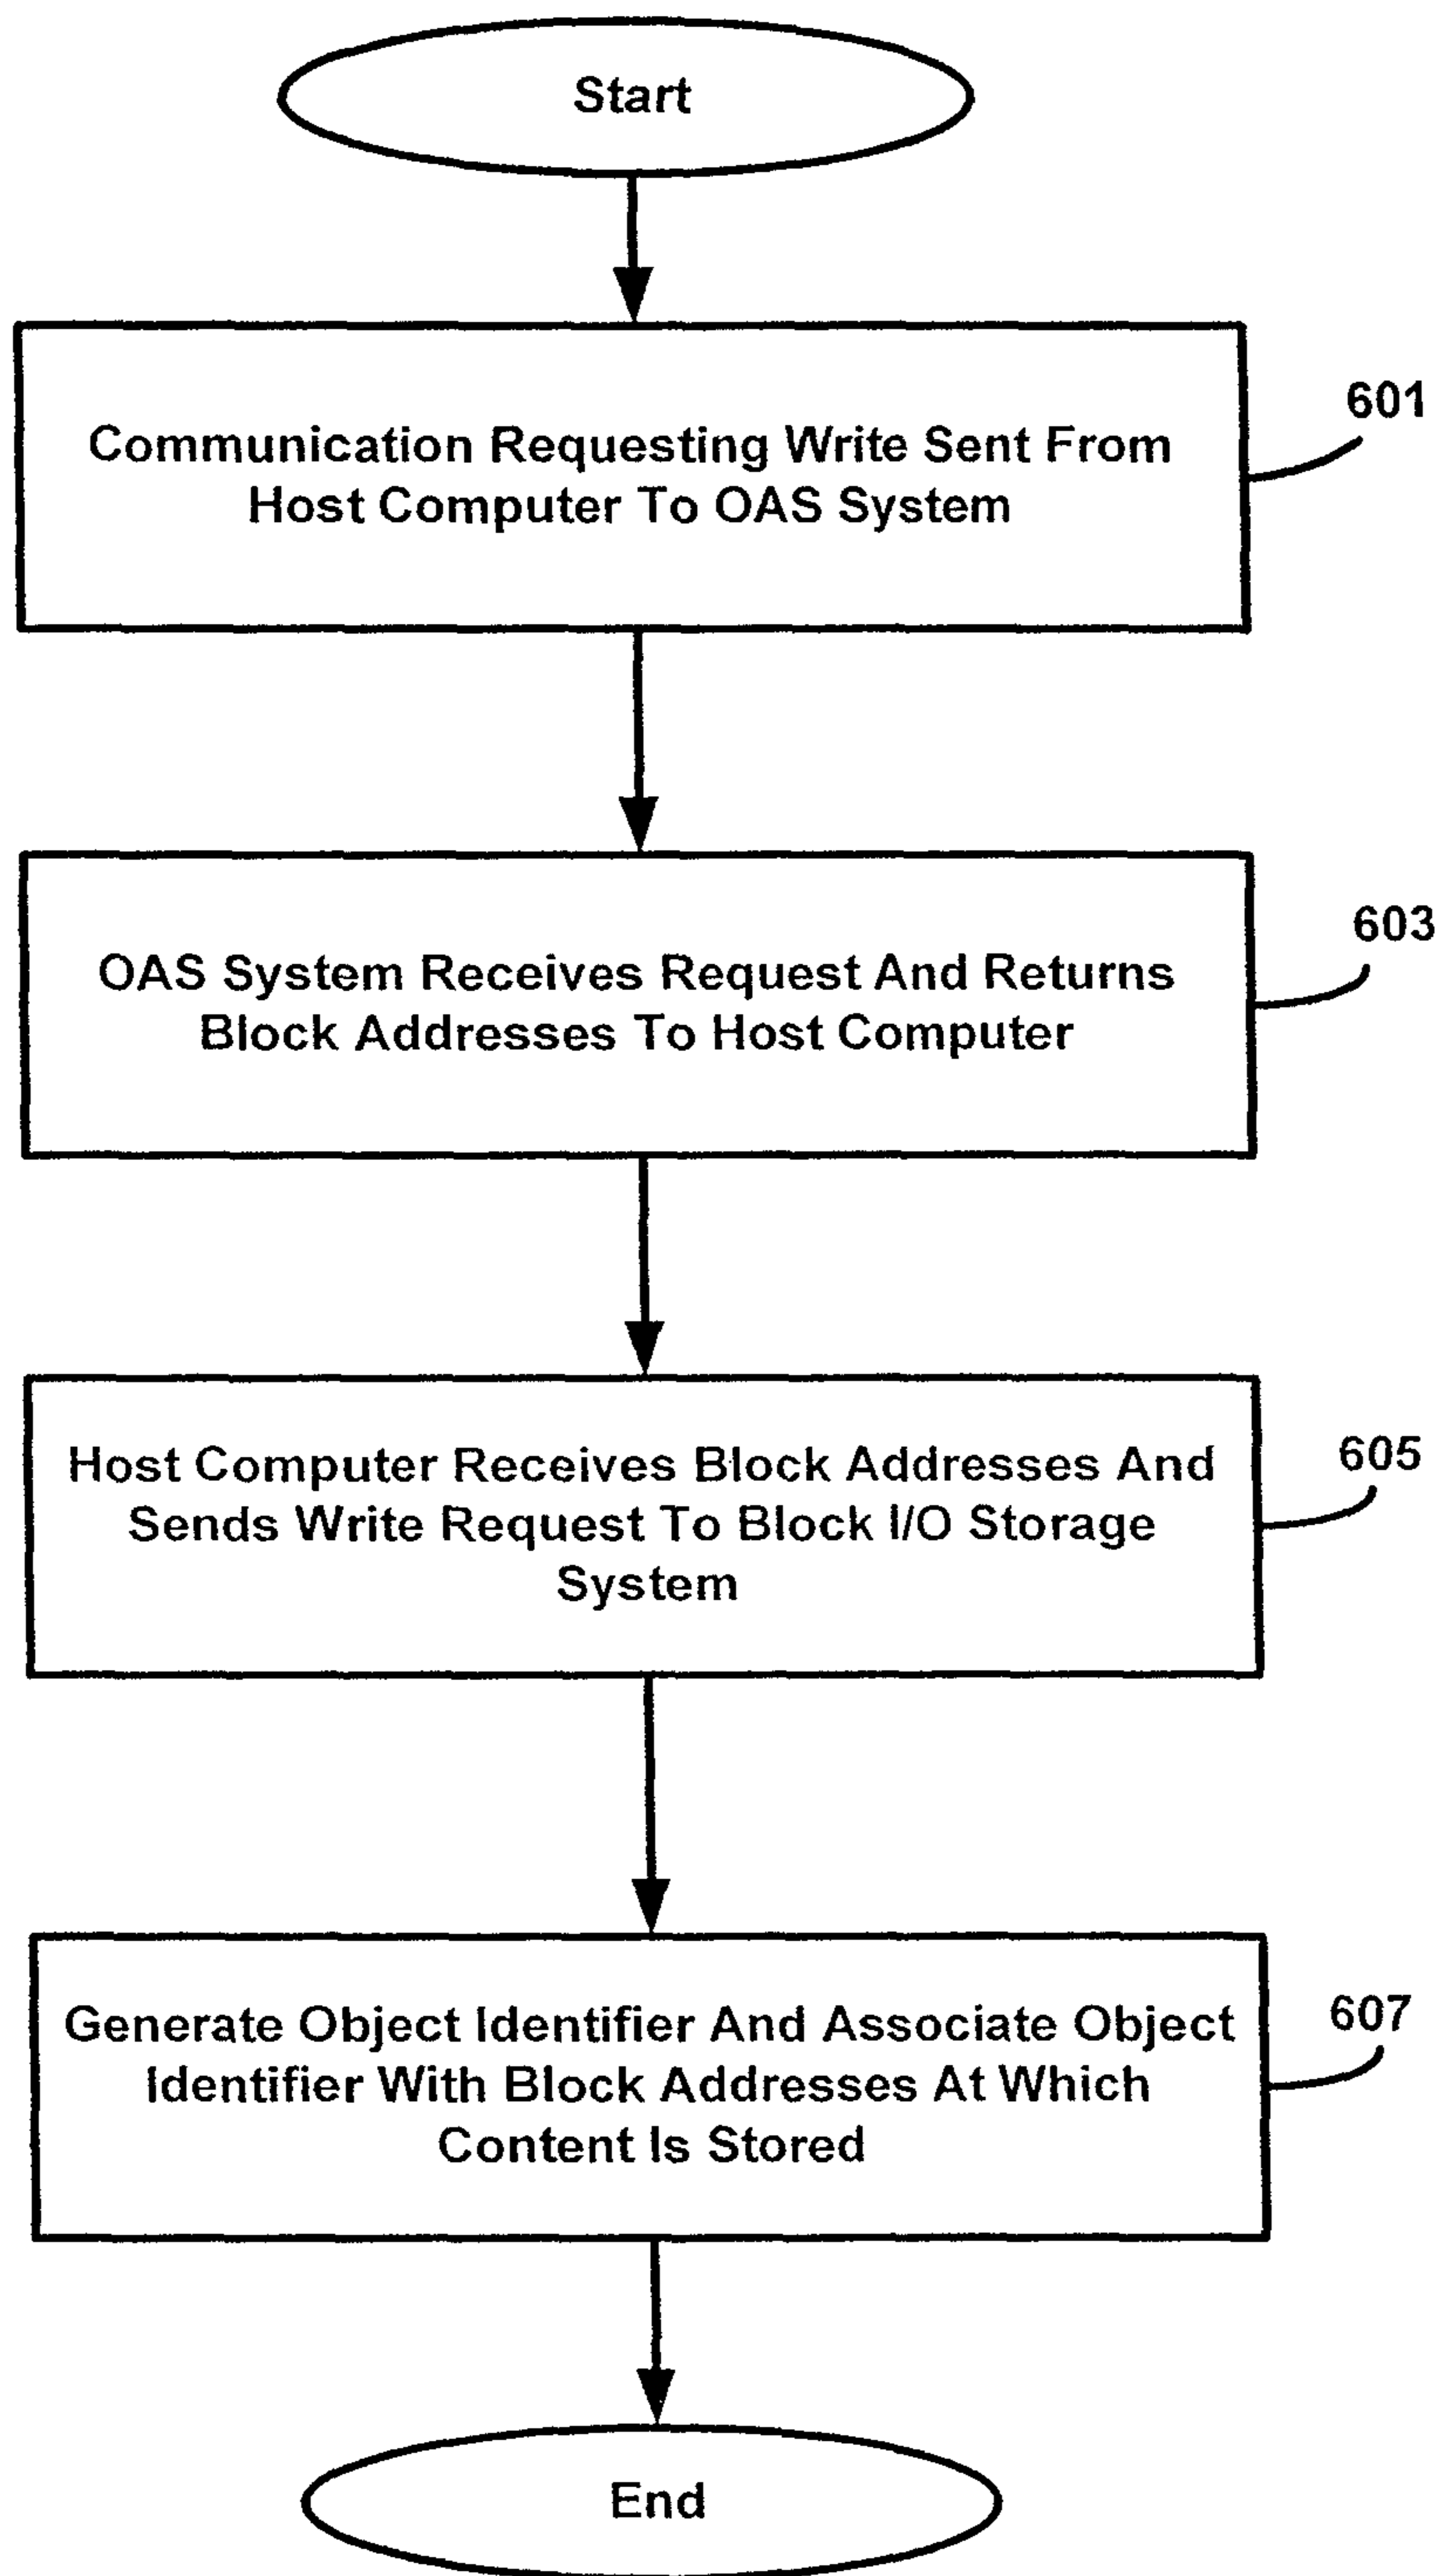 Start
601
Communication Requesting Write Sent From
Host Computer To OAS System
603
OAS System Receives Request And Returns
Block Addresses To Host Computer
605
Host Computer Receives Block Addresses And
Sends Write Request To Block I/O Storage
System
607
Generate Object Identifier And Associate Object
Identifier With Block Addresses At Which
Content Is Stored
End